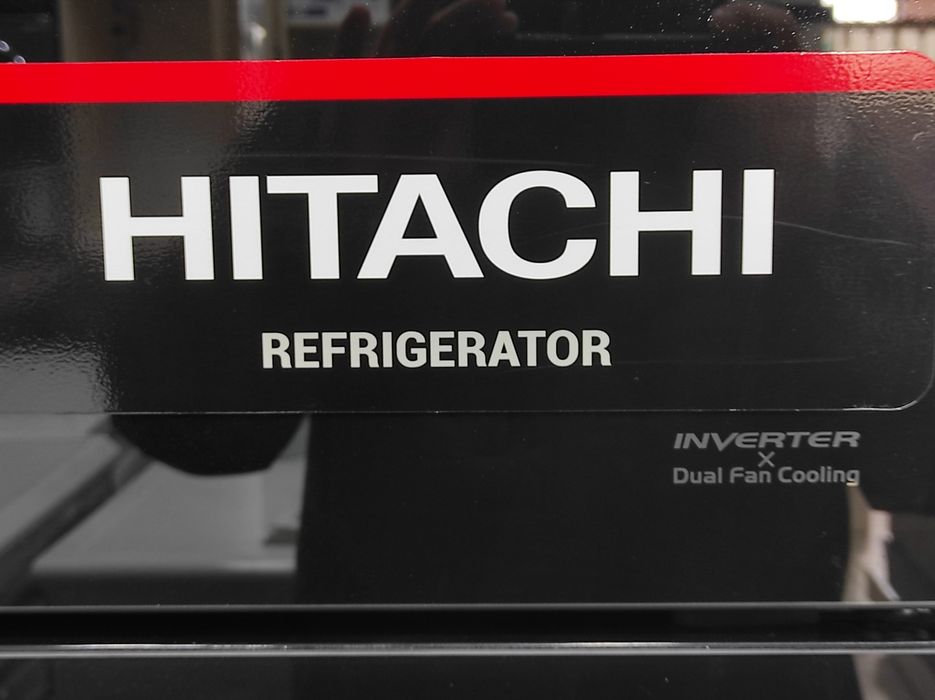 HITACHI
REFRIGERATOR
INVERTER
×
Dual Fan Cooling